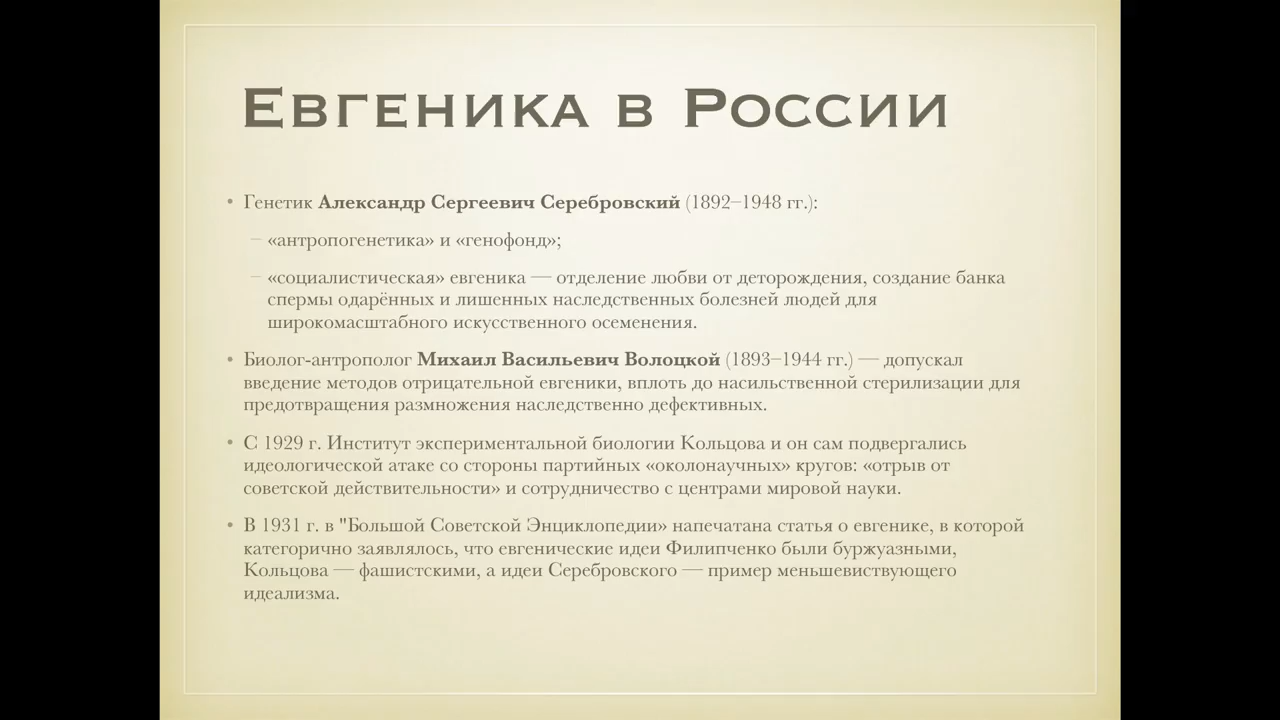 Евгеника в России
• Генетик Александр Сергеевич Серебровский (1892–1948 гг.):
– «антропогенетика» и «генофонд»;
– «социалистическая» евгеника — отделение любви от деторождения, создание банка
спермы одарённых и лишенных наследственных болезней людей для
широкомасштабного искусственного осеменения.
• Биолог-антрополог Михаил Васильевич Волоцкой (1893–1944 гг.) — допускал
введение методов отрицательной евгеники, вплоть до насильственной стерилизации для
предотвращения размножения наследственно дефективных.
• С 1929 г. Институт экспериментальной биологии Кольцова и он сам подвергались
идеологической атаке со стороны партийных «околонаучных» кругов: «отрыв от
советской действительности» и сотрудничество с центрами мировой науки.
• В 1931 г. в "Большой Советской Энциклопедии» напечатана статья о евгенике, в которой
категорично заявлялось, что евгенические идеи Филипченко были буржуазными,
Кольцова — фашистскими, а идеи Серебровского — пример меньшевиствующего
идеализма.